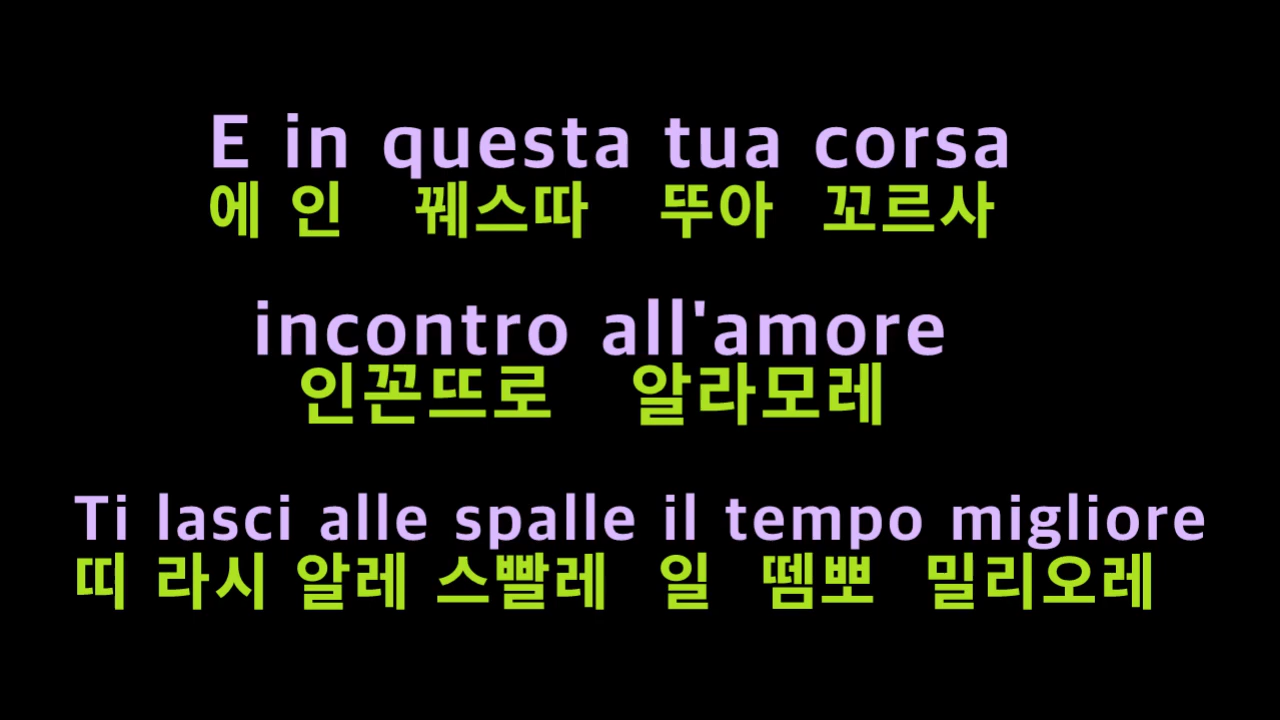 E in questa tua corsa
에 인 꿰스따 뚜아 꼬르사
incontro all'amore
인꼰뜨로 알라모레
Ti lasci alle spalle il tempo migliore
띠 라시 알레 스빨레 일 뗌뽀 밀리오레